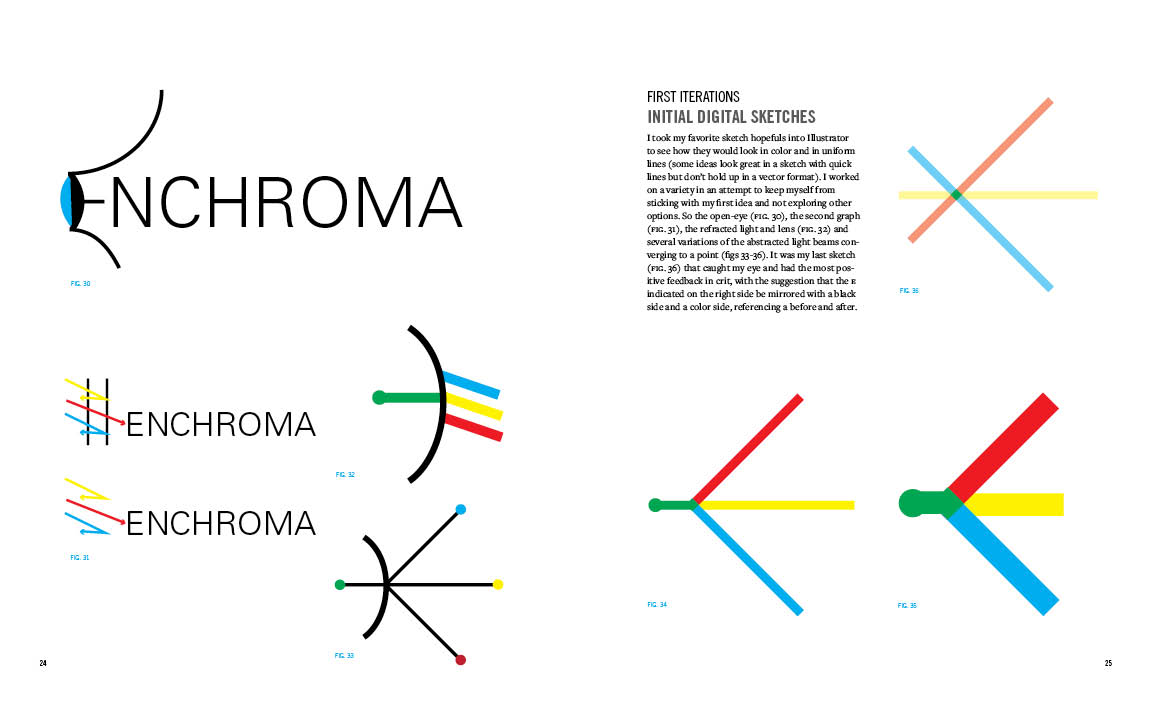 ENCHROMA
FIG. 30
ENCHROMA
ENCHROMA
FIG. 31
FIG. 32
FIG. 33
24
FIRST ITERATIONS
INITIAL DIGITAL SKETCHES
I took my favorite sketch hopefuls into Illustrator
to see how they would look in color and in uniform
lines (some ideas look great in a sketch with quick
lines but don't hold up in a vector format). I worked
on a variety in an attempt to keep myself from
sticking with my first idea and not exploring other
options. So the open-eye (FIG. 30), the second graph
(FIG. 31), the refracted light and lens (FIG. 32) and
several variations of the abstracted light beams con-
verging to a point (figs 33-36). It was my last sketch
(FIG. 36) that caught my eye and had the most pos-
itive feedback in crit, with the suggestion that the E
indicated on the right side be mirrored with a black
side and a color side, referencing a before and after.
FIG. 35
FIG. 34
FIG.
25